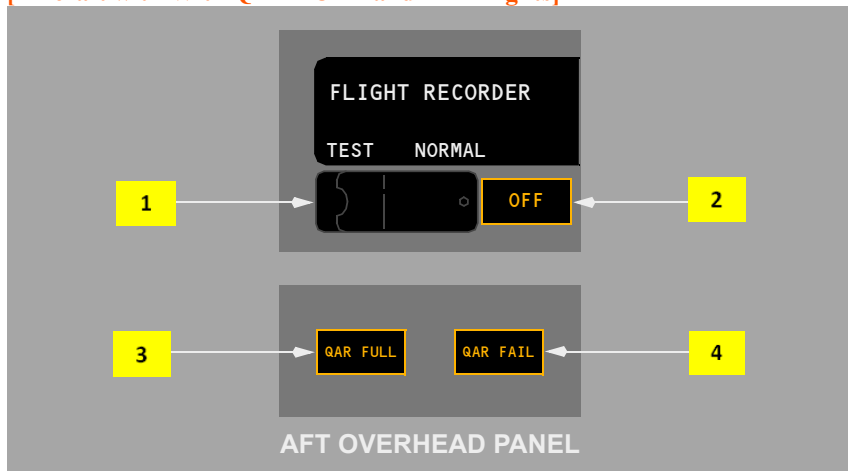 FLIGHT RECORDER
TEST NORMAL
1
OFF
2
3
QAR FULL
QAR FAIL
4
AFT OVERHEAD PANEL